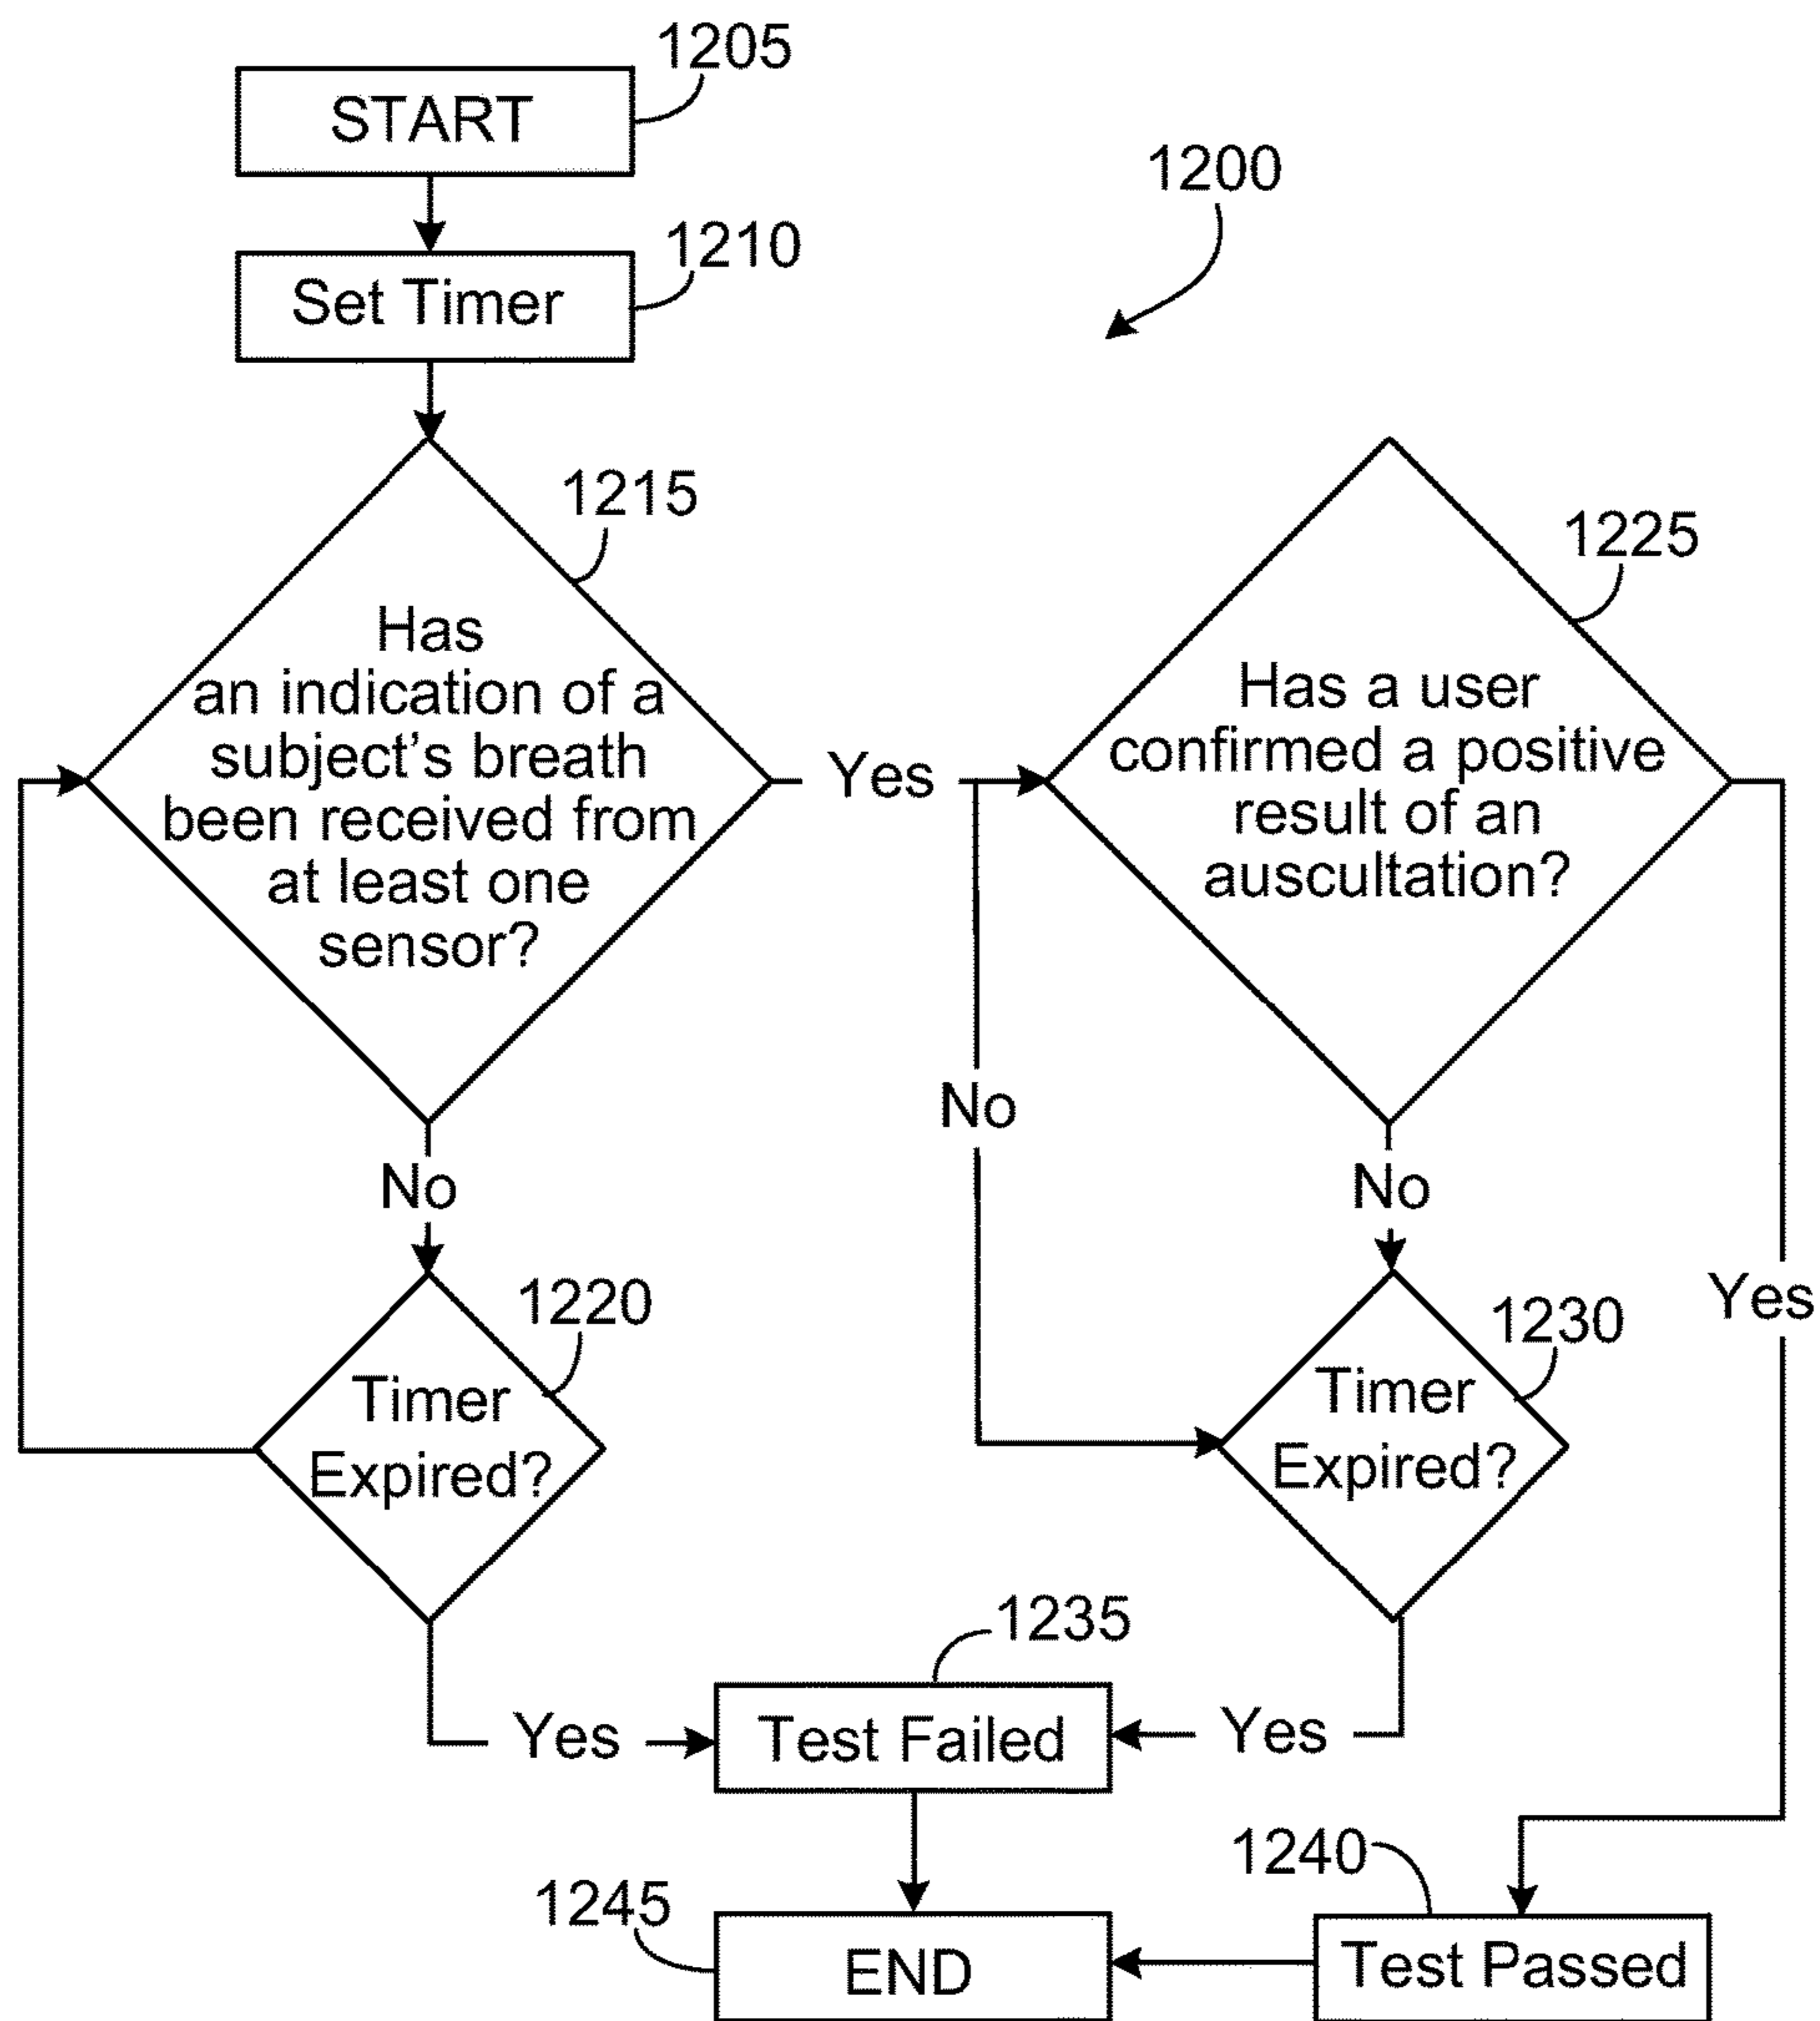 1205
START
1200
1210
Set Timer
1215
Has
an indication of a
subject's breath
been received from
at least one
sensor?
Yes
1225
Has a user
confirmed a positive
result of an
auscultation?
No
No
No
Yes
1220
Timer
Expired?
1230
Timer
Expired?
1235
Yes
Test Failed
Yes
1240
1245
END
Test Passed